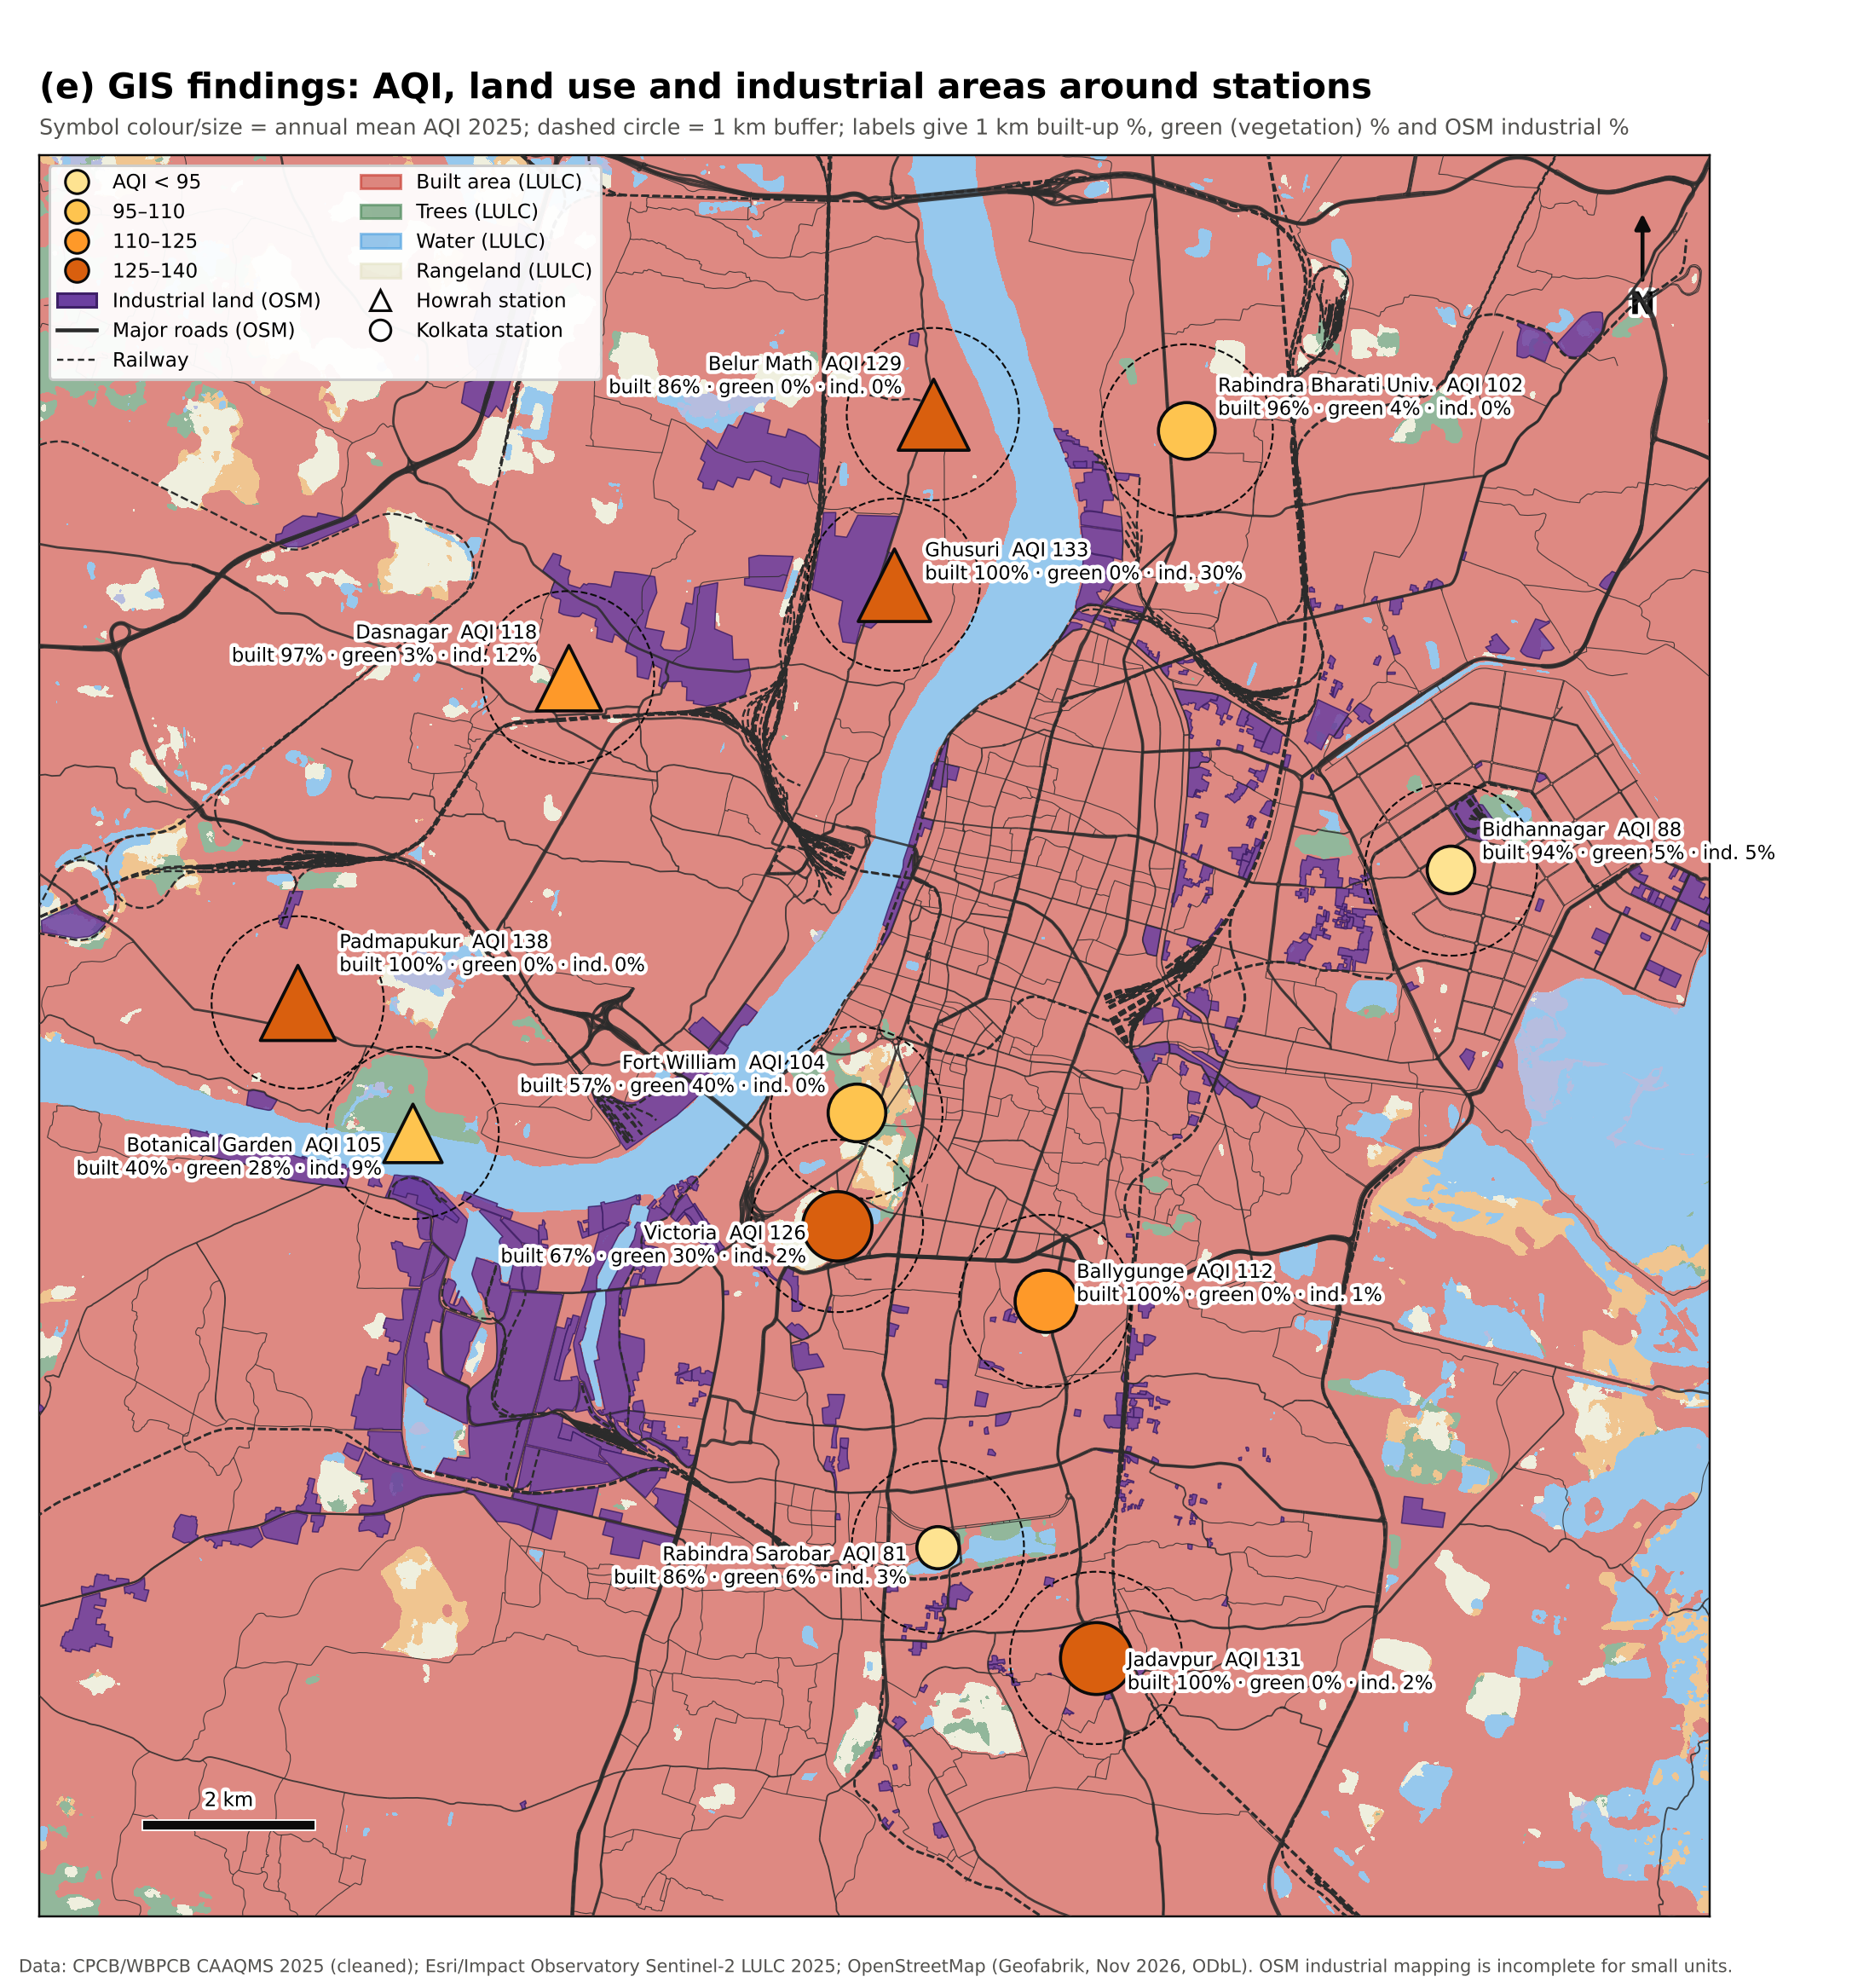 (e) GIS findings: AQI, land use and industrial areas around stations
Symbol colour/size = annual mean AQI 2025; dashed circle = 1 km buffer; labels give 1 km built-up %, green (vegetation) % and OSM industrial %
AQI < 95
95–110
110–125
125–140
Industrial land (OSM)
Major roads (OSM)
Railway
Built area (LULC)
Trees (LULC)
Water (LULC)
Rangeland (LULC)
Howrah station
Kolkata station
N
Belur Math AQI 129
built 86% · green 0% · ind. 0%
Rabindra Bharati Univ. AQI 102
built 96% · green 4% · ind. 0%
Ghusuri AQI 133
built 100% · green 0% · ind. 30%
Dasnagar AQI 118
built 97% · green 3% · ind. 12%
Bidhannagar AQI 88
built 94% · green 5% · ind. 5%
Padmapukur AQI 138
built 100% · green 0% · ind. 0%
Fort William AQI 104
built 57% · green 40% · ind. 0%
Botanical Garden AQI 105
built 40% · green 28% · ind. 9%
Victoria AQI 126
built 67% · green 30% · ind. 2%
Ballygunge AQI 112
built 100% · green 0% · ind. 1%
Rabindra Sarobar AQI 81
built 86% · green 6% · ind. 3%
Jadavpur AQI 131
built 100% · green 0% · ind. 2%
2 km
Data: CPCB/WBPCB CAAQMS 2025 (cleaned); Esri/Impact Observatory Sentinel-2 LULC 2025; OpenStreetMap (Geofabrik, Nov 2026, ODbL). OSM industrial mapping is incomplete for small units.